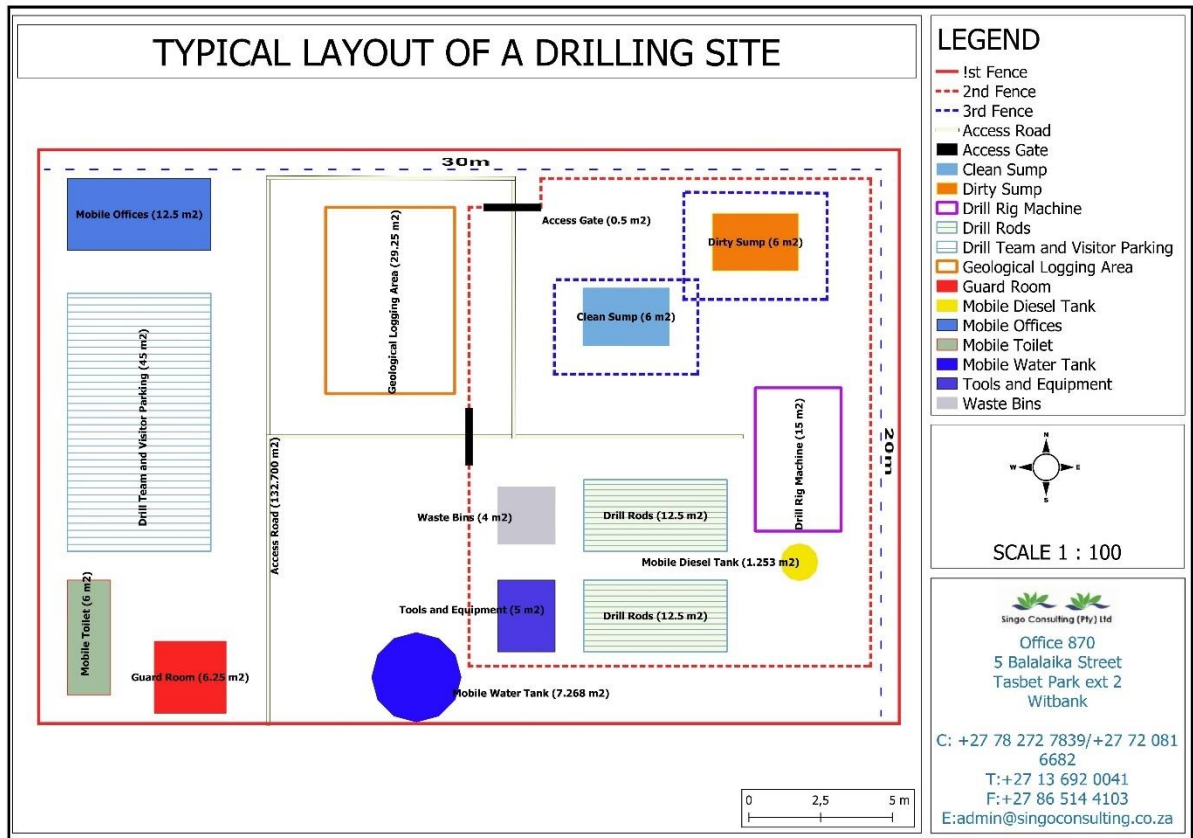 TYPICAL LAYOUT OF A DRILLING SITE
30m
20m
Mobile Offices (12.5 m2)
Geological Logging Area (29.25 m2)
Access Gate (0.5 m2)
Dirty Sump (6 m2)
Clean Sump (6 m2)
Drill Team and Visitor Parking (45 m2)
Access Road (132.700 m2)
Drill Rig Machine (15 m2)
Waste Bins (4 m2)
Drill Rods (12.5 m2)
Mobile Diesel Tank (1.253 m2)
Tools and Equipment (5 m2)
Drill Rods (12.5 m2)
Mobile Toilet (6 m2)
Guard Room (6.25 m2)
Mobile Water Tank (7.268 m2)
0 2,5 5 m
LEGEND
!st Fence
2nd Fence
3rd Fence
Access Road
Access Gate
Clean Sump
Dirty Sump
Drill Rig Machine
Drill Rods
Drill Team and Visitor Parking
Geological Logging Area
Guard Room
Mobile Diesel Tank
Mobile Offices
Mobile Toilet
Mobile Water Tank
Tools and Equipment
Waste Bins
N
W E
S
SCALE 1 : 100
Singo Consulting (Pty) Ltd
Office 870
5 Balalaika Street
Tasbet Park ext 2
Witbank
C: +27 78 272 7839/+27 72 081
6682
T:+27 13 692 0041
F:+27 86 514 4103
E:admin@singoconsulting.co.za